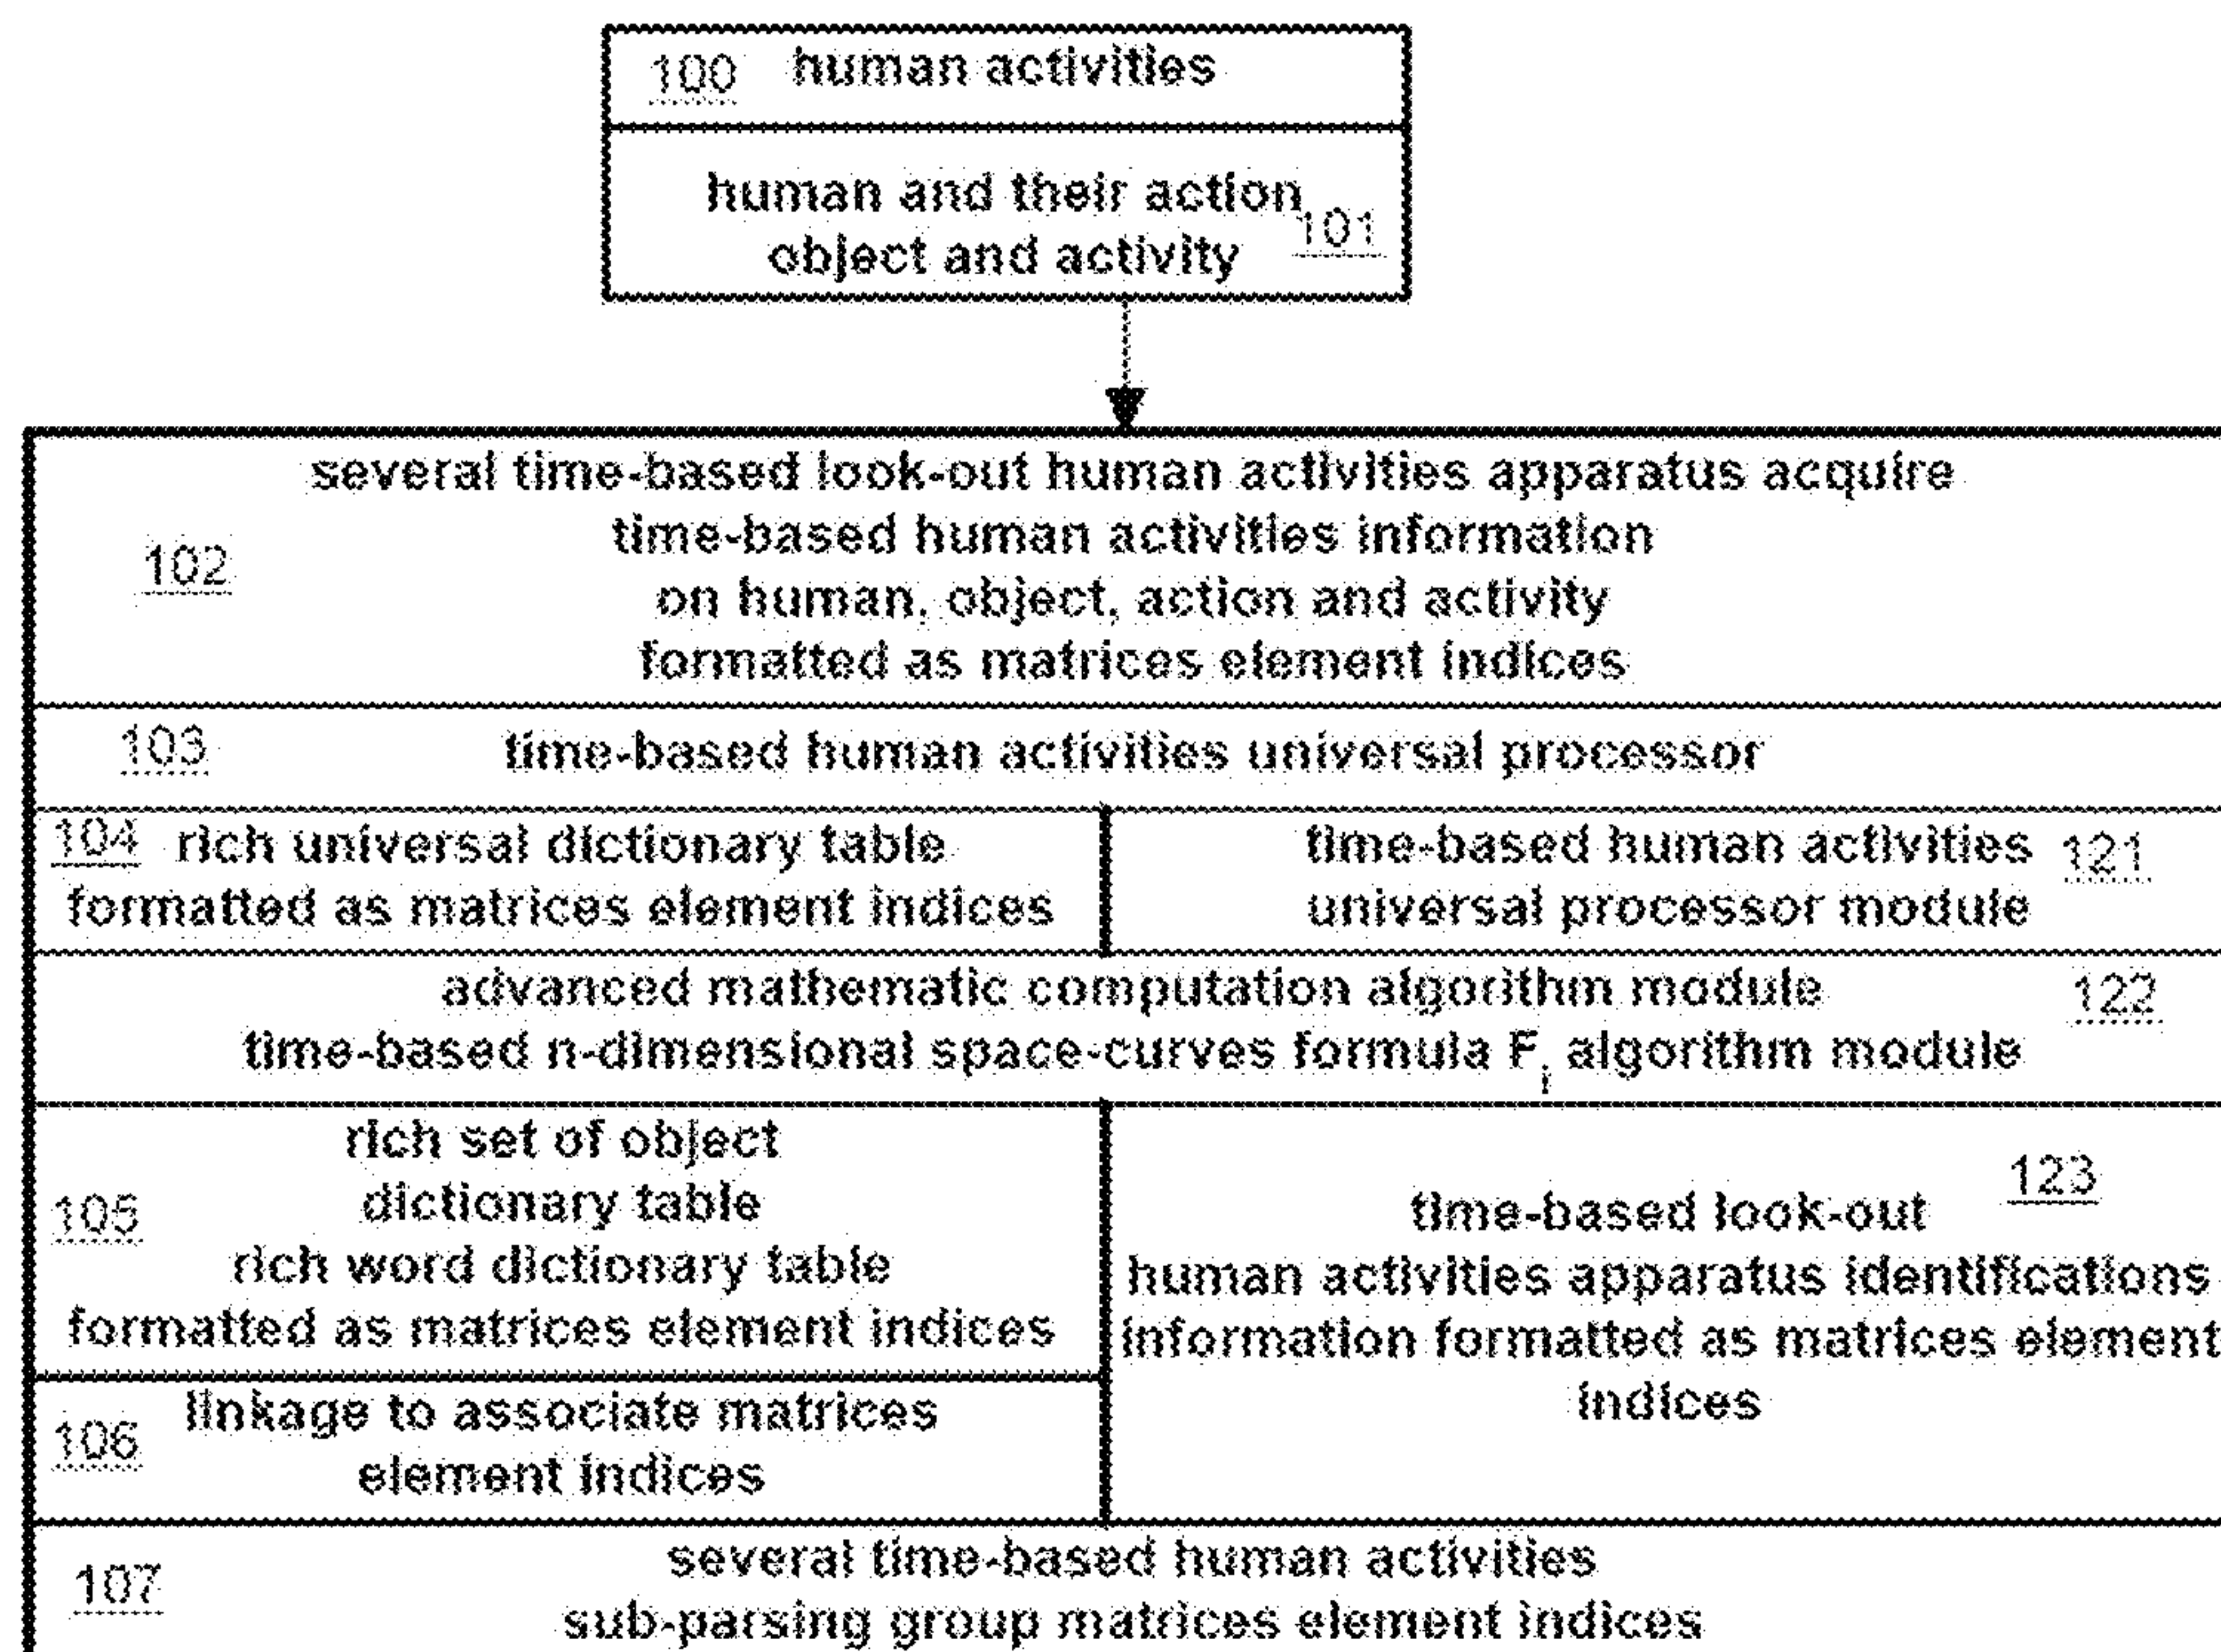 100 human activities
human and their action
object and activity 101
several time-based look-out human activities apparatus acquire
time-based human activities information
102 on human, object, action and activity
formatted as matrices element indices
103 time-based human activities universal processor
104 rich universal dictionary table
formatted as matrices element indices
time-based human activities 121
universal processor module
advanced mathematic computation algorithm module 122
time-based n-dimensional space-curves formula F_i algorithm module
rich set of object
105 dictionary table
rich word dictionary table
formatted as matrices element indices
123
time-based look-out
human activities apparatus identifications
information formatted as matrices element
indices
106 linkage to associate matrices
element indices
107 several time-based human activities
sub-parsing group matrices element indices